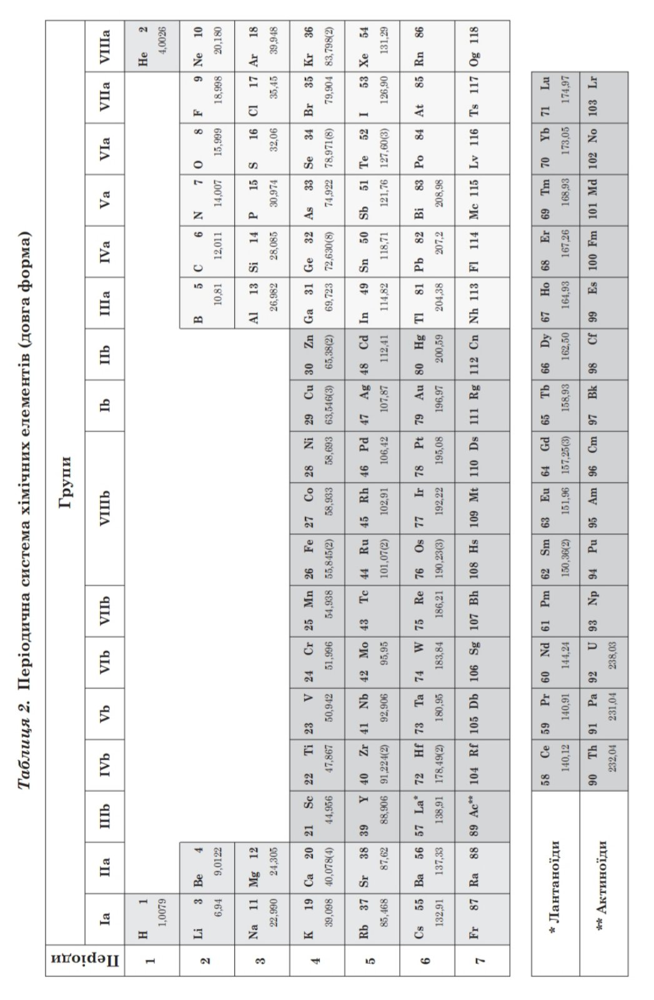 Таблиця 2. Періодична система хімічних елементів (довга форма)
Періоди Групи
Ia IIa IIIb IVb Vb VIb VIIb VIIIb Ib IIb IIIa IVa Va VIa VIIa VIIIa
1 H 1 He 2
1,0079 4,0026
2 Li 3 Be 4 B 5 C 6 N 7 O 8 F 9 Ne 10
6,94 9,0122 10,81 12,011 14,007 15,999 18,998 20,180
3 Na 11 Mg 12 Al 13 Si 14 P 15 S 16 Cl 17 Ar 18
22,990 24,305 26,982 28,085 30,974 32,06 35,45 39,948
4 K 19 Ca 20 21 Sc 22 Ti 23 V 24 Cr 25 Mn 26 Fe 27 Co 28 Ni 29 Cu 30 Zn Ga 31 Ge 32 As 33 Se 34 Br 35 Kr 36
39,098 40,078(4) 44,956 47,867 50,942 51,996 54,938 55,845(2) 58,933 58,693 63,546(3) 65,38(2) 69,723 72,630(8) 74,922 78,971(8) 79,904 83,798(2)
5 Rb 37 Sr 38 39 Y 40 Zr 41 Nb 42 Mo 43 Tc 44 Ru 45 Rh 46 Pd 47 Ag 48 Cd In 49 Sn 50 Sb 51 Te 52 I 53 Xe 54
85,468 87,62 88,906 91,224(2) 92,906 95,95 101,07(2) 102,91 106,42 107,87 112,41 114,82 118,71 121,76 127,60(3) 126,90 131,29
6 Cs 55 Ba 56 57 La* 72 Hf 73 Ta 74 W 75 Re 76 Os 77 Ir 78 Pt 79 Au 80 Hg Tl 81 Pb 82 Bi 83 Po 84 At 85 Rn 86
132,91 137,33 138,91 178,49(2) 180,95 183,84 186,21 190,23(3) 192,22 195,08 196,97 200,59 204,38 207,2 208,98
7 Fr 87 Ra 88 89 Ac** 104 Rf 105 Db 106 Sg 107 Bh 108 Hs 109 Mt 110 Ds 111 Rg 112 Cn Nh 113 Fl 114 Mc 115 Lv 116 Ts 117 Og 118
* Лантаноїди 58 Ce 59 Pr 60 Nd 61 Pm 62 Sm 63 Eu 64 Gd 65 Tb 66 Dy 67 Ho 68 Er 69 Tm 70 Yb 71 Lu
140,12 140,91 144,24 150,36(2) 151,96 157,25(3) 158,93 162,50 164,93 167,26 168,93 173,05 174,97
** Актиноїди 90 Th 91 Pa 92 U 93 Np 94 Pu 95 Am 96 Cm 97 Bk 98 Cf 99 Es 100 Fm 101 Md 102 No 103 Lr
232,04 231,04 238,03